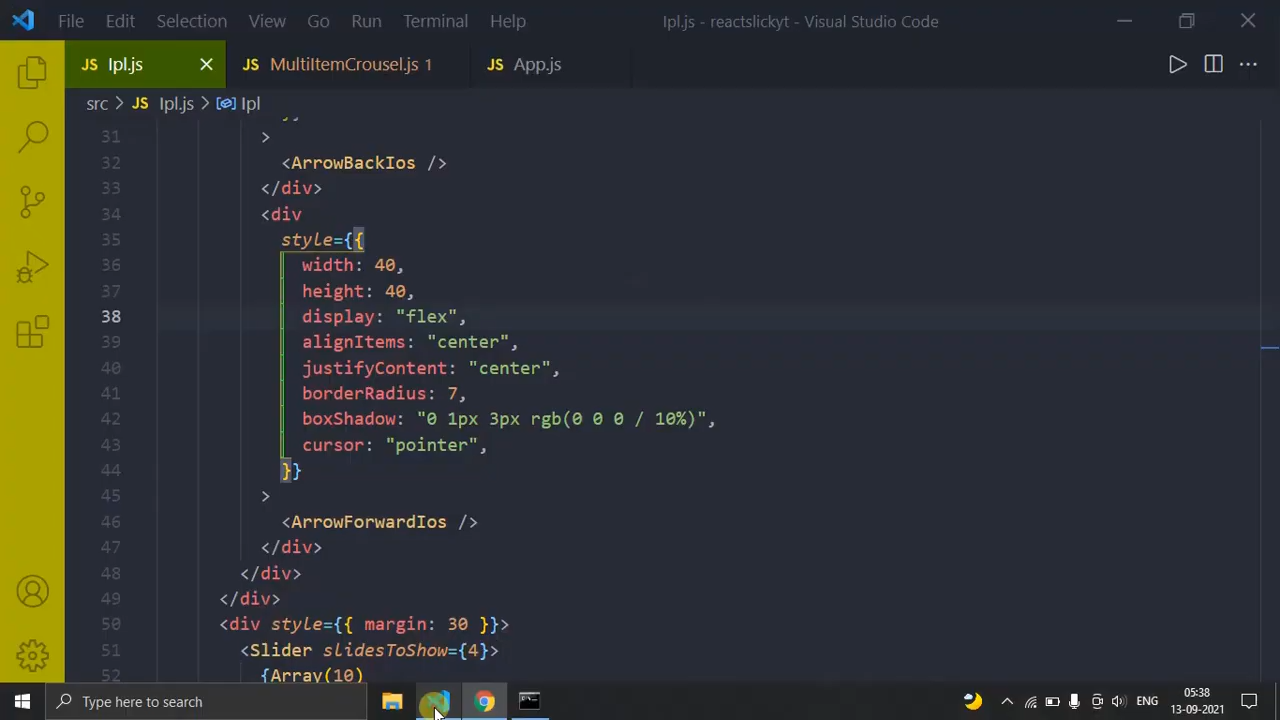 File Edit Selection View Go Run Terminal Help Ipl.js - reactslickyt - Visual Studio Code
JS Ipl.js JS MultiItemCrousel.js 1 JS App.js
src > JS Ipl.js > Ipl
31 >
32 <ArrowBackIos />
33 </div>
34 <div
35 style={{
36 width: 40,
37 height: 40,
38 display: "flex",
39 alignItems: "center",
40 justifyContent: "center",
41 borderRadius: 7,
42 boxShadow: "0 1px 3px rgb(0 0 0 / 10%)",
43 cursor: "pointer",
44 }}
45 >
46 <ArrowForwardIos />
47 </div>
48 </div>
49 </div>
50 <div style={{ margin: 30 }}>
51 <Slider slidesToShow={4}>
52 {Array(10)
Type here to search ENG 05:38
13-09-2021